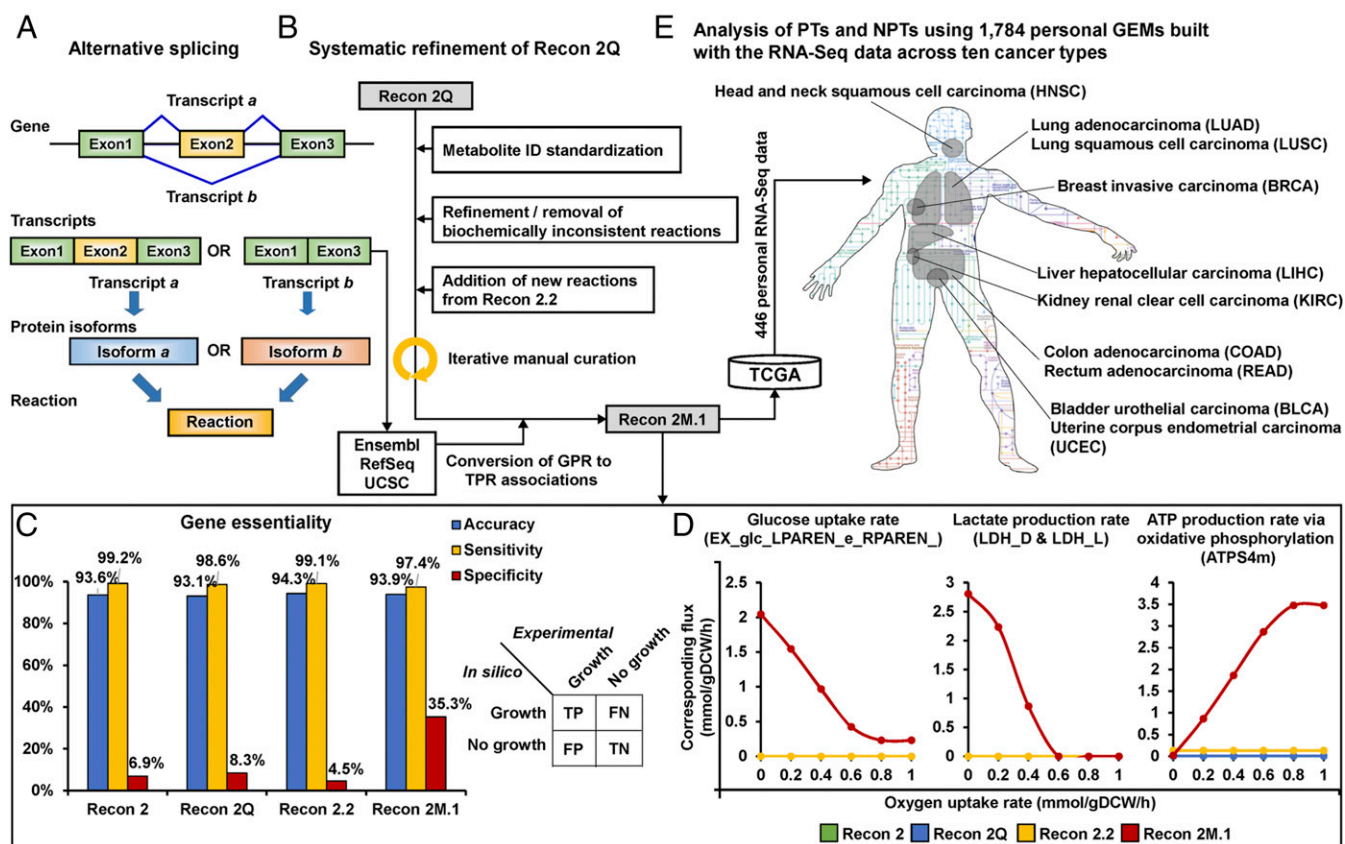 A
Alternative splicing
Transcript a
Gene
Exon1
Exon2
Exon3
Transcript b
Transcripts
Exon1 Exon2 Exon3 OR Exon1 Exon3
Transcript a
Transcript b
Protein isoforms
Isoform a OR Isoform b
Reaction
Reaction
B
Systematic refinement of Recon 2Q
Recon 2Q
Metabolite ID standardization
Refinement / removal of
biochemically inconsistent reactions
Addition of new reactions
from Recon 2.2
Iterative manual curation
Ensembl
RefSeq
UCSC
Conversion of GPR to
TPR associations
Recon 2M.1
TCGA
446 personal RNA-Seq data
E
Analysis of PTs and NPTs using 1,784 personal GEMs built
with the RNA-Seq data across ten cancer types
Head and neck squamous cell carcinoma (HNSC)
Lung adenocarcinoma (LUAD)
Lung squamous cell carcinoma (LUSC)
Breast invasive carcinoma (BRCA)
Liver hepatocellular carcinoma (LIHC)
Kidney renal clear cell carcinoma (KIRC)
Colon adenocarcinoma (COAD)
Rectum adenocarcinoma (READ)
Bladder urothelial carcinoma (BLCA)
Uterine corpus endometrial carcinoma
(UCEC)
C
Gene essentiality
Accuracy
Sensitivity
Specificity
100%
80%
60%
40%
20%
0%
93.6%
99.2%
6.9%
93.1%
98.6%
8.3%
94.3%
99.1%
4.5%
93.9%
97.4%
35.3%
Recon 2
Recon 2Q
Recon 2.2
Recon 2M.1
Experimental
In silico
Growth
No growth
Growth TP FN
No growth FP TN
D
Glucose uptake rate
(EX_glc_LPAREN_e_RPAREN_)
Lactate production rate
(LDH_D & LDH_L)
ATP production rate via
oxidative phosphorylation
(ATPS4m)
Corresponding flux
(mmol/gDCW/h)
2.5
2
1.5
1
0.5
0
0 0.2 0.4 0.6 0.8 1
3
2.5
2
1.5
1
0.5
0
0 0.2 0.4 0.6 0.8 1
4
3.5
3
2.5
2
1.5
1
0.5
0
0 0.2 0.4 0.6 0.8 1
Oxygen uptake rate (mmol/gDCW/h)
Recon 2
Recon 2Q
Recon 2.2
Recon 2M.1